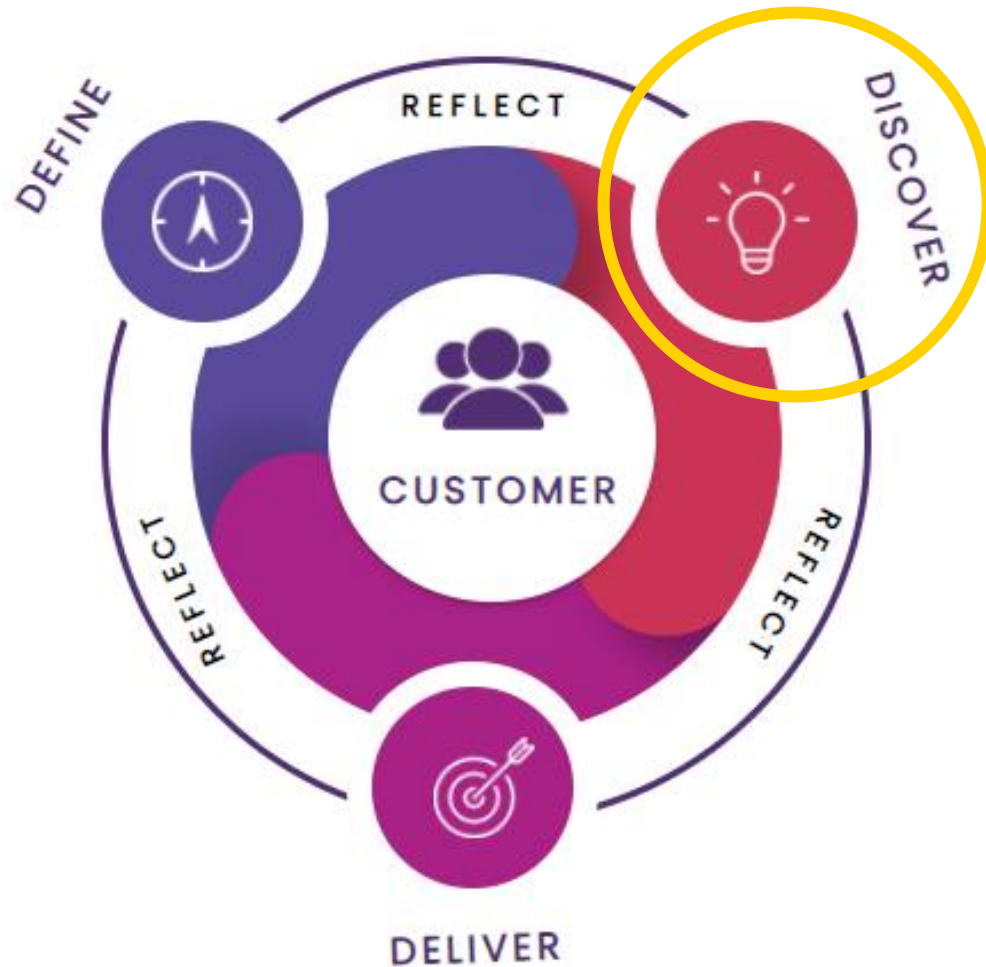 DEFINE
REFLECT
DISCOVER
CUSTOMER
REFLECT
REFLECT
DELIVER